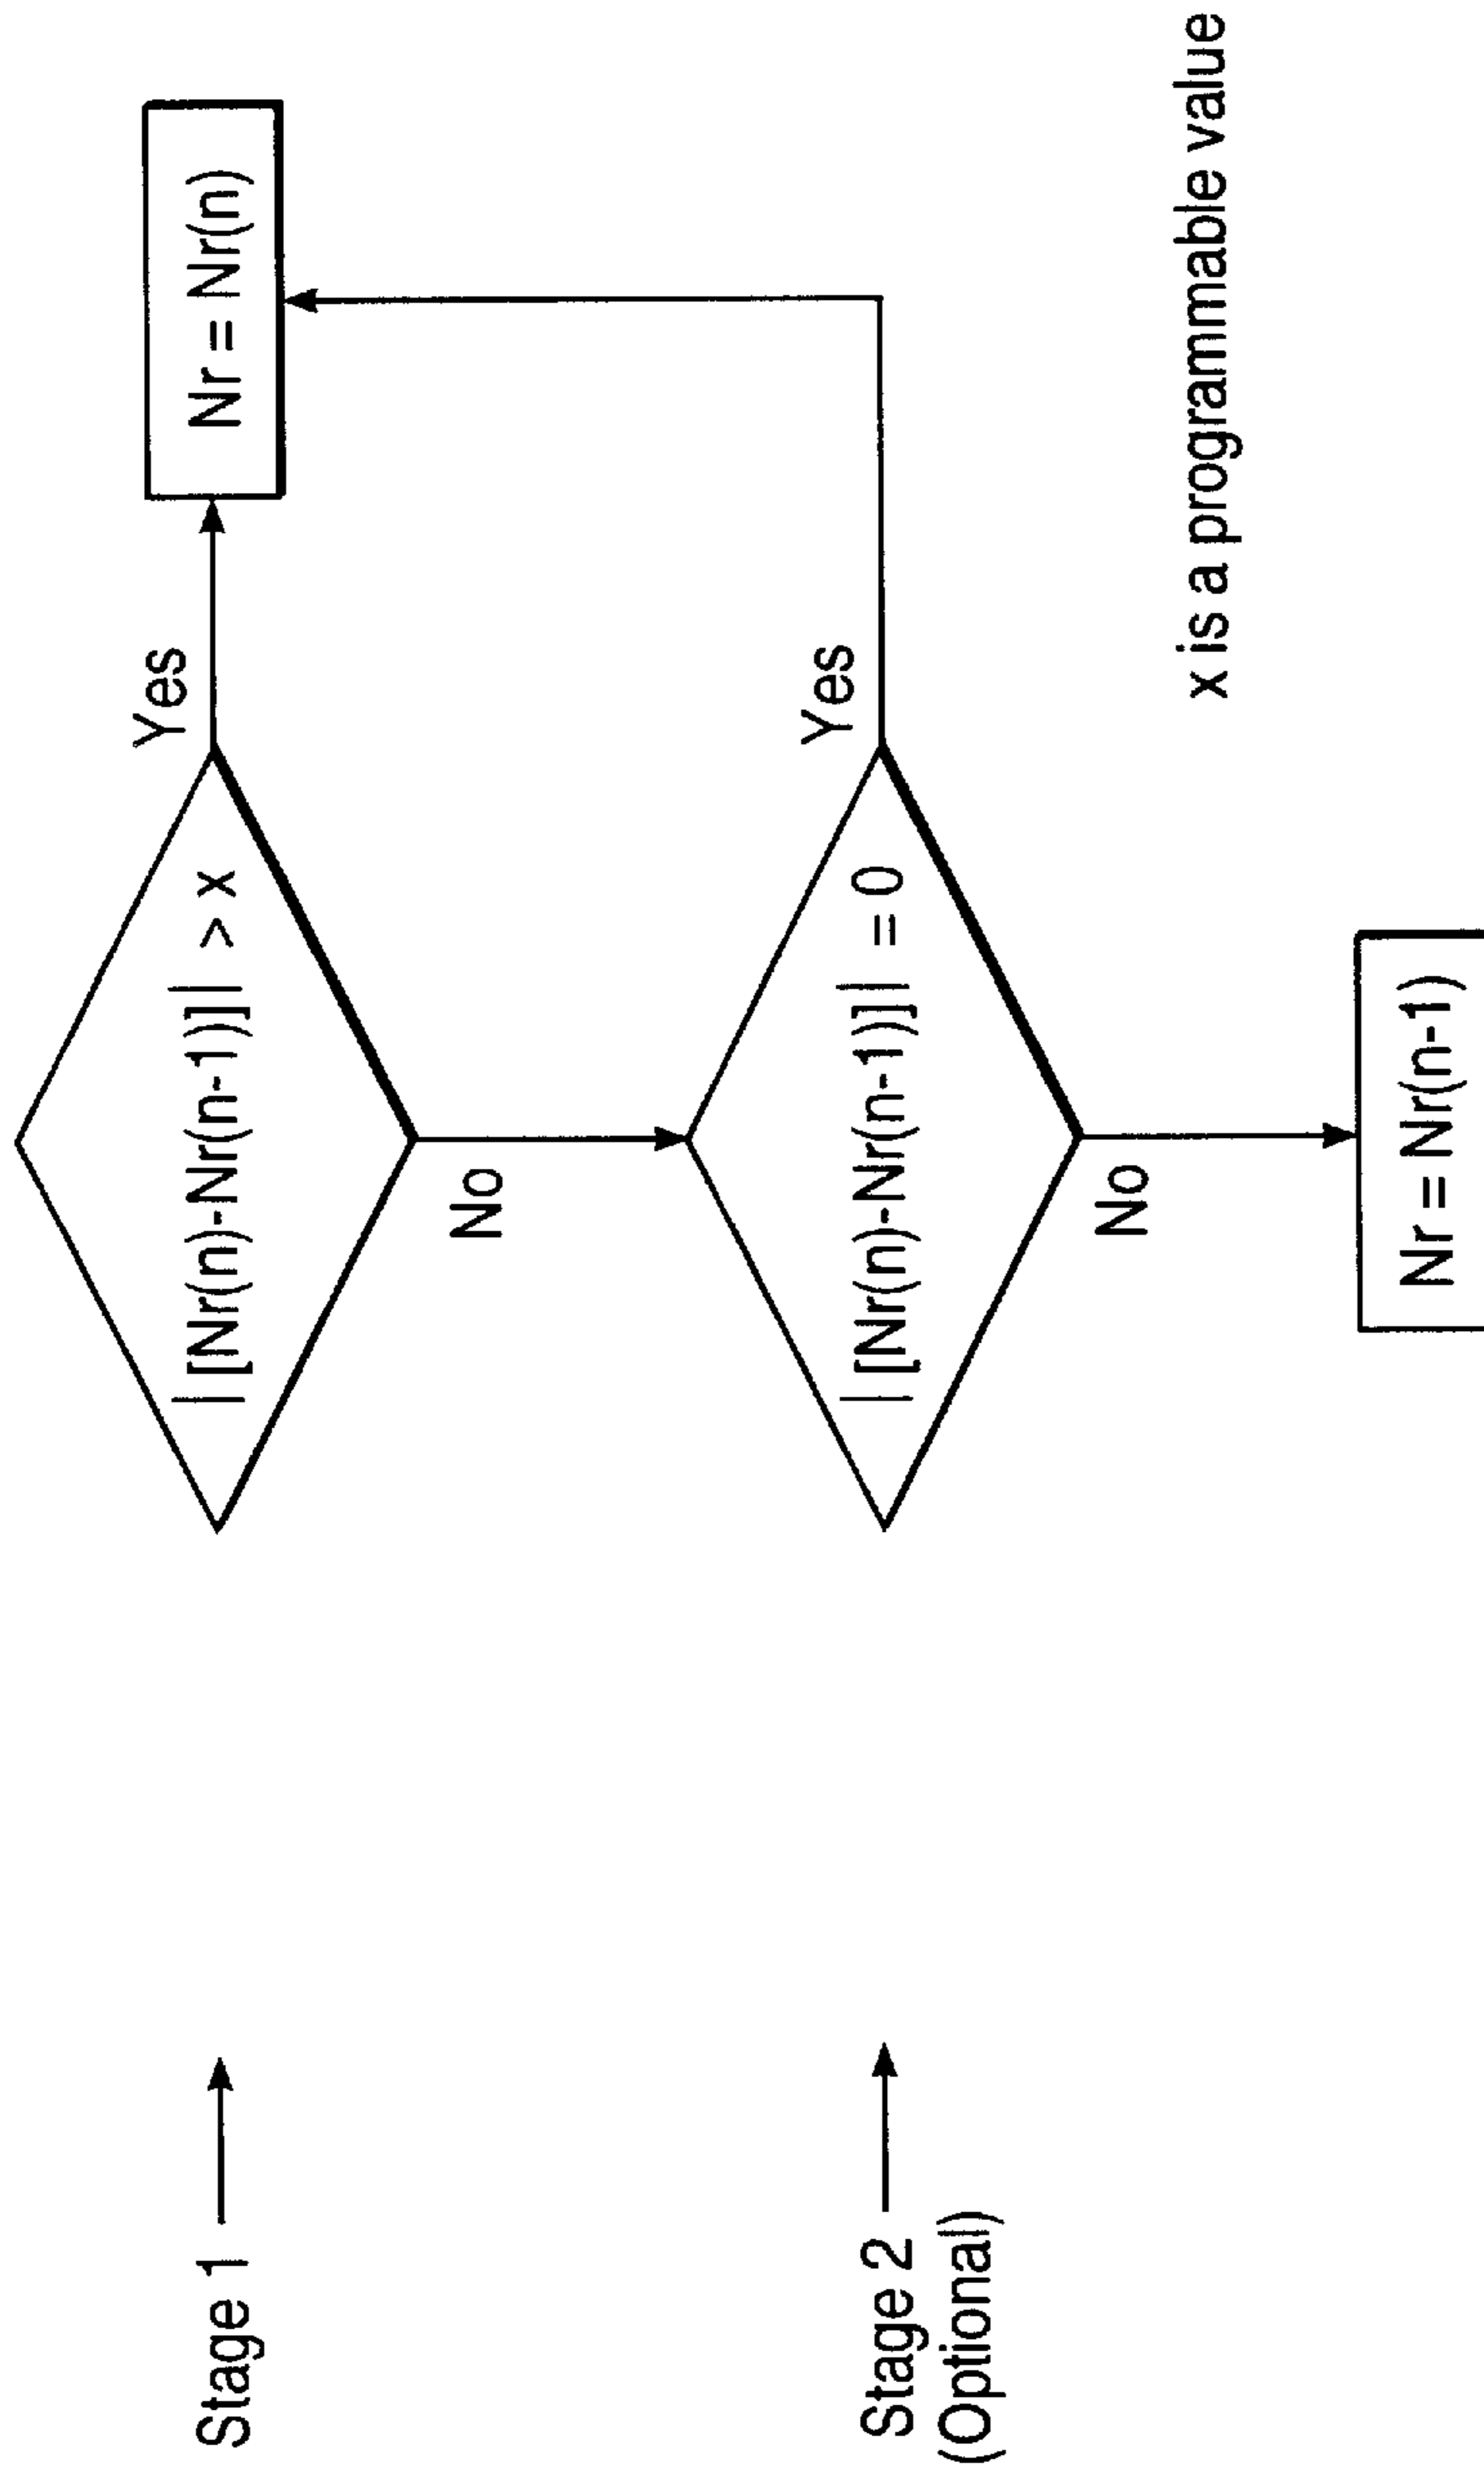 Stage 1
| [Nr(n)-Nr(n-1)]| > x
Yes
Nr = Nr(n)
No
Stage 2
(Optional)
| [Nr(n)-Nr(n-1)]| = 0
Yes
No
Nr = Nr(n-1)
x is a programmable value